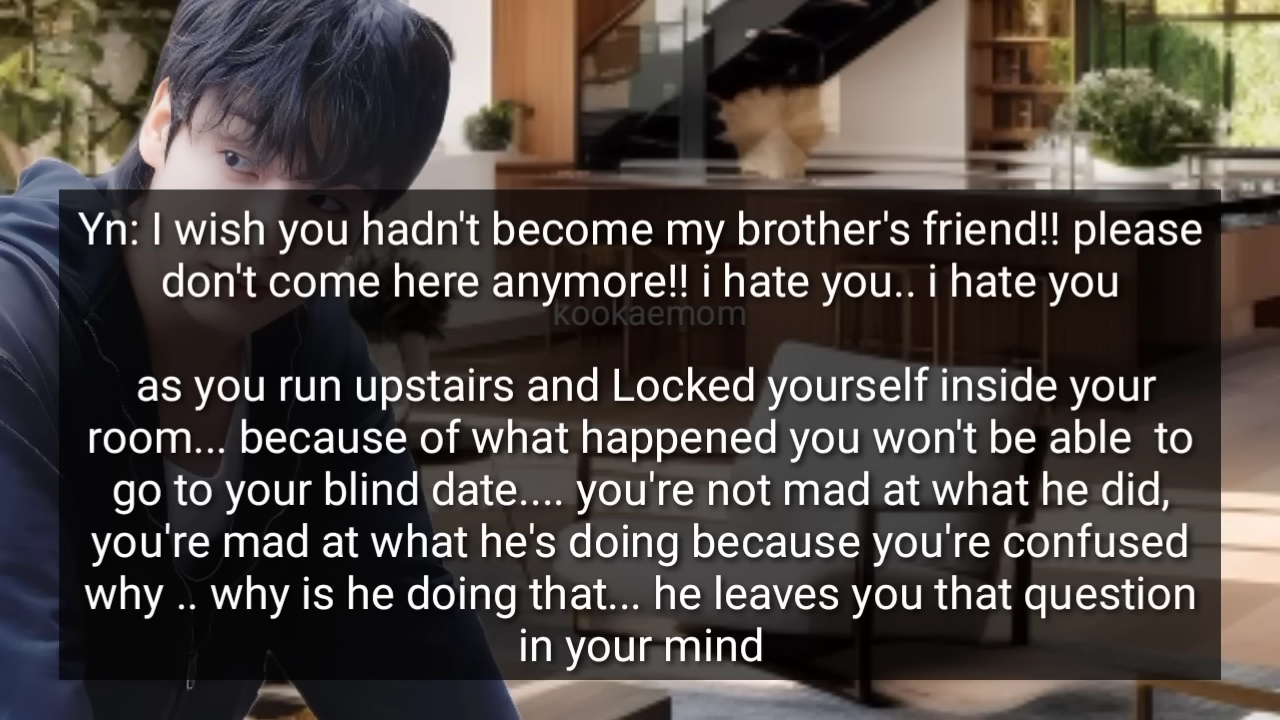 Yn: I wish you hadn't become my brother's friend!! please
don't come here anymore!! i hate you.. i hate you
kookaemom
as you run upstairs and Locked yourself inside your
room... because of what happened you won't be able  to
go to your blind date.... you're not mad at what he did,
you're mad at what he's doing because you're confused
why .. why is he doing that... he leaves you that question
in your mind